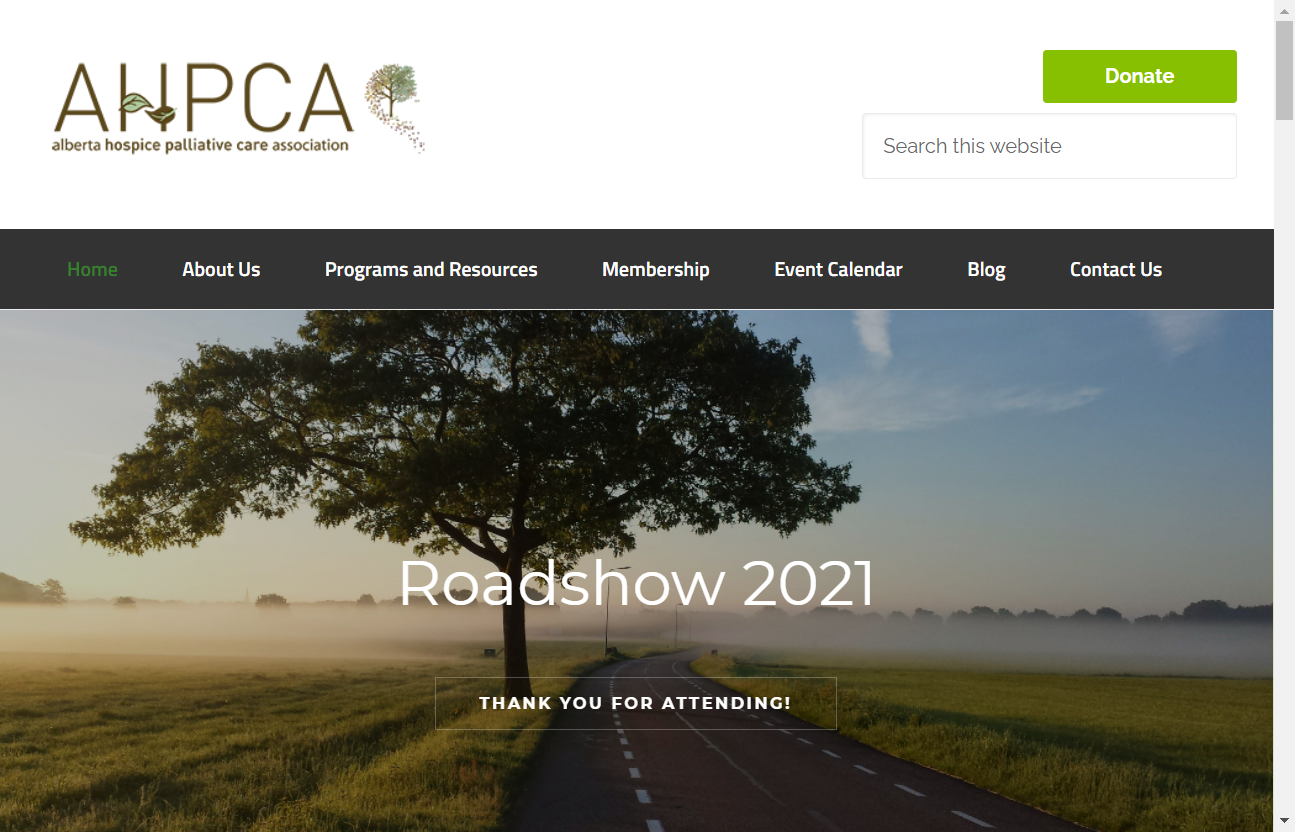 AHPCA
alberta hospice palliative care association
Donate
Search this website
Home About Us Programs and Resources Membership Event Calendar Blog Contact Us
Roadshow 2021
THANK YOU FOR ATTENDING!